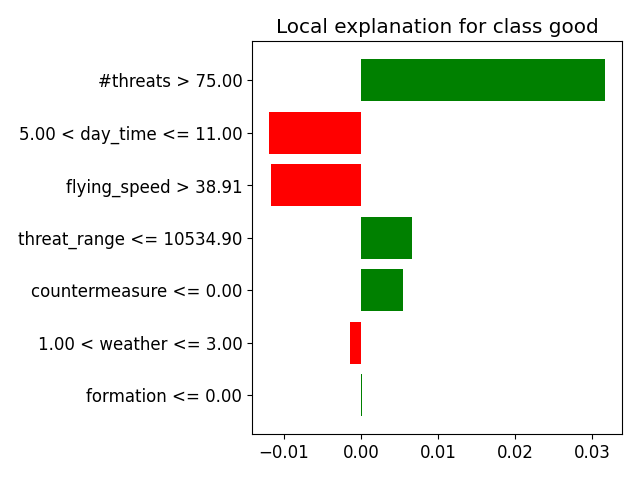 Local explanation for class good
#threats > 75.00
5.00 < day_time <= 11.00
flying_speed > 38.91
threat_range <= 10534.90
countermeasure <= 0.00
1.00 < weather <= 3.00
formation <= 0.00
−0.01 0.00 0.01 0.02 0.03